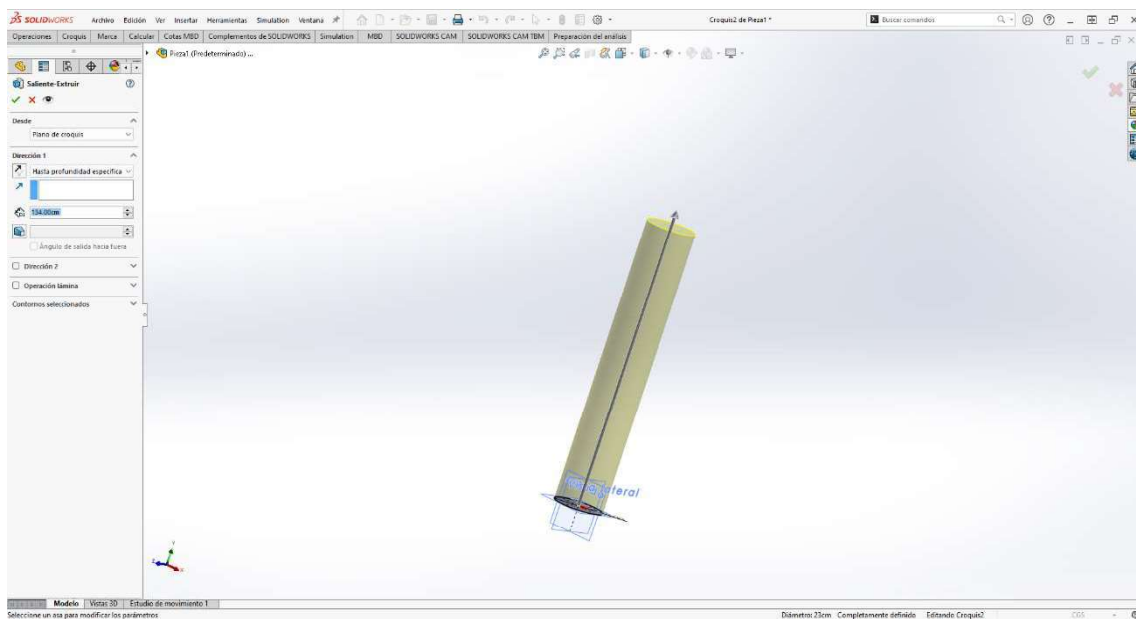 SOLIDWORKS Archivo Edición Ver Insertar Herramientas Simulation Ventana Croquis2 de Pieza1 * Buscar comandos
Operaciones Croquis Marca Calcular Cotas MBD Complementos de SOLIDWORKS Simulation MBD SOLIDWORKS CAM SOLIDWORKS CAM TBM Preparación del análisis
Pieza1 (Predeterminado) ...
Saliente-Extruir
Desde
Plano de croquis
Dirección 1
Hasta profundidad específica
134.00cm
Ángulo de salida hacia fuera
Dirección 2
Operación lámina
Contornos seleccionados
Modelo Vistas 3D Estudio de movimiento 1
Seleccione un asa para modificar los parámetros Diámetro: 23cm Completamente definido Editando Croquis2 CGS